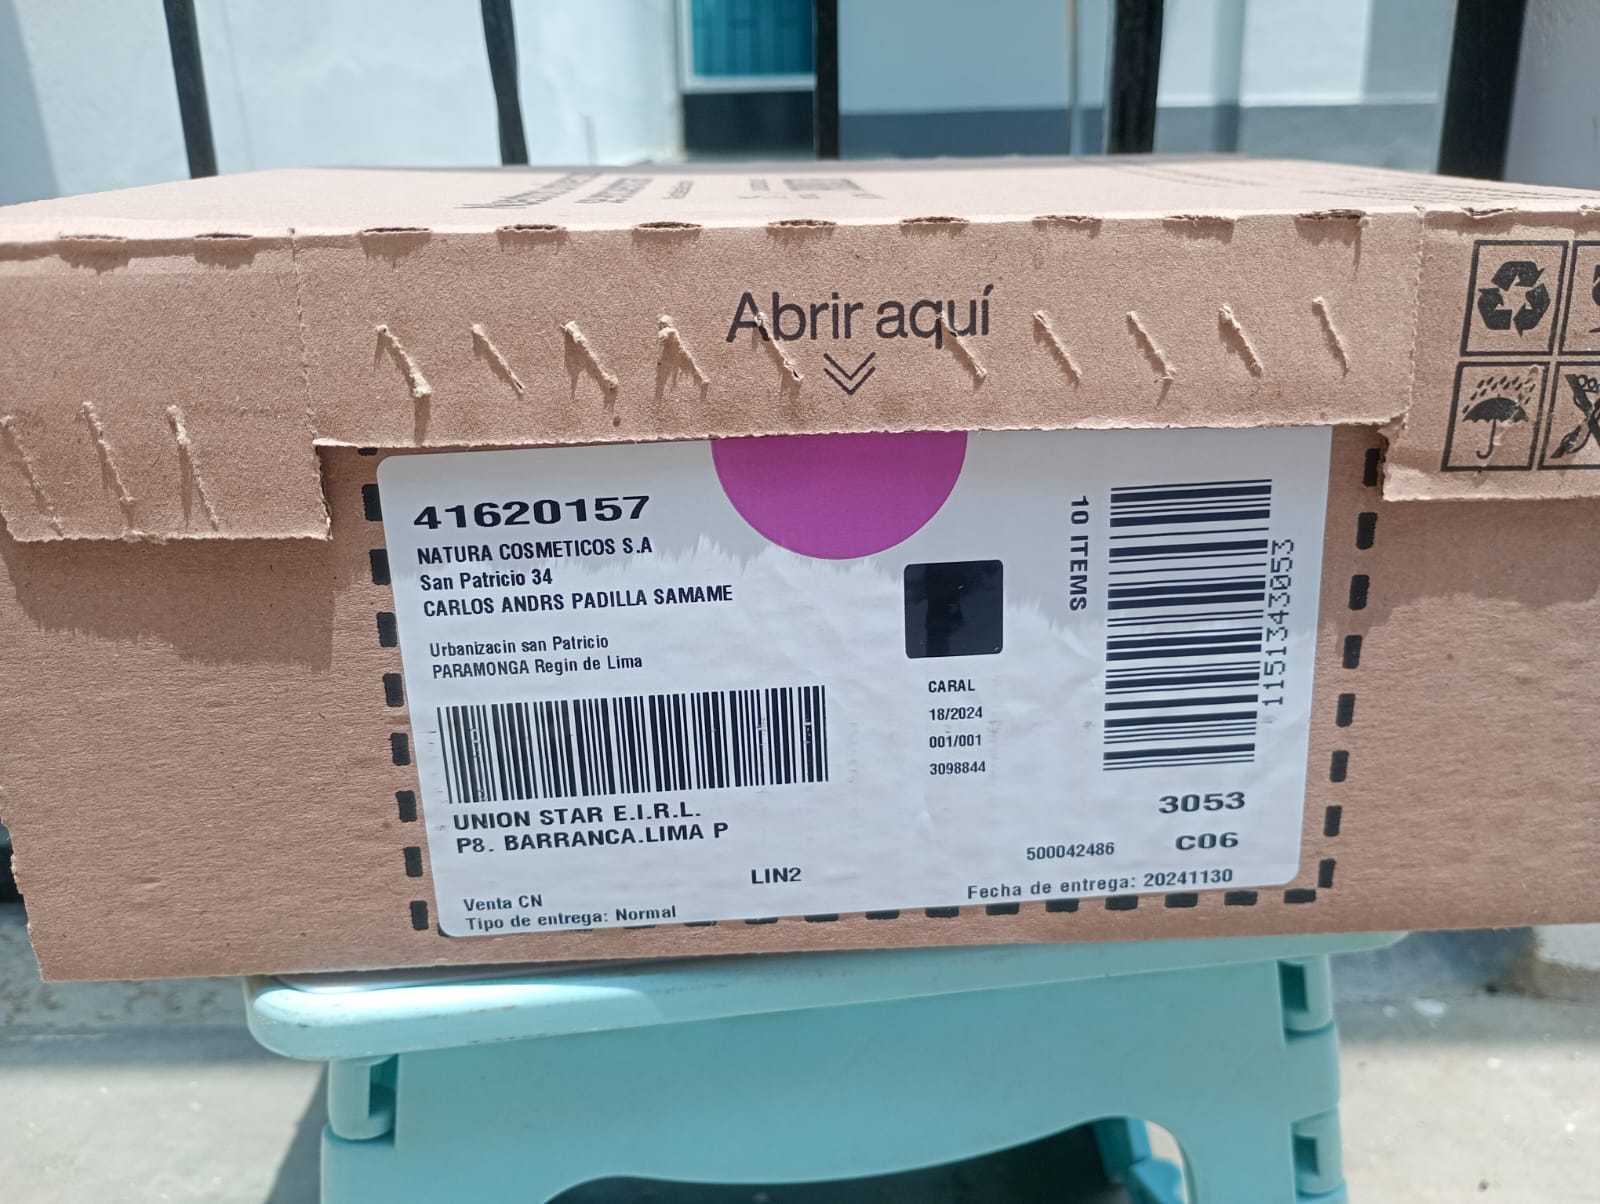 Abrir aquí
41620157
NATURA COSMETICOS S.A
San Patricio 34
CARLOS ANDRS PADILLA SAMAME
Urbanizacin san Patricio
PARAMONGA Regin de Lima
UNION STAR E.I.R.L.
P8. BARRANCA.LIMA P
LIN2
Venta CN
Tipo de entrega: Normal
CARAL
18/2024
001/001
3098844
10 ITEMS
1151343053
3053
C06
500042486
Fecha de entrega: 20241130